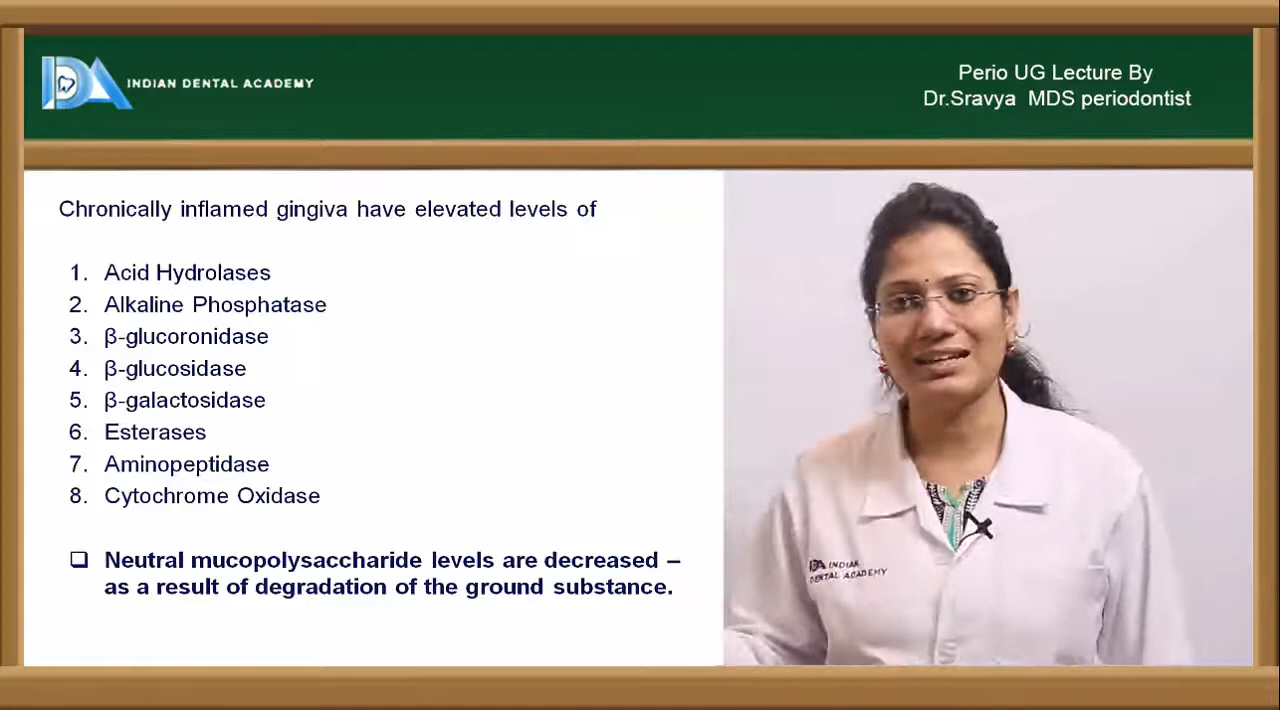 INDIAN DENTAL ACADEMY
Perio UG Lecture By
Dr.Sravya MDS periodontist
Chronically inflamed gingiva have elevated levels of
1. Acid Hydrolases
2. Alkaline Phosphatase
3. β-glucoronidase
4. β-glucosidase
5. β-galactosidase
6. Esterases
7. Aminopeptidase
8. Cytochrome Oxidase
❑ Neutral mucopolysaccharide levels are decreased –
as a result of degradation of the ground substance.
INDIAN
DENTAL ACADEMY